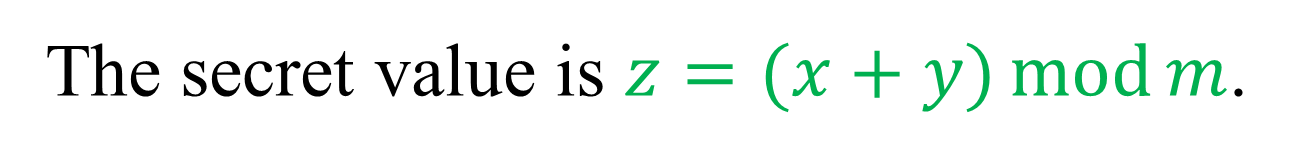 The secret value is z = (x + y) mod m.